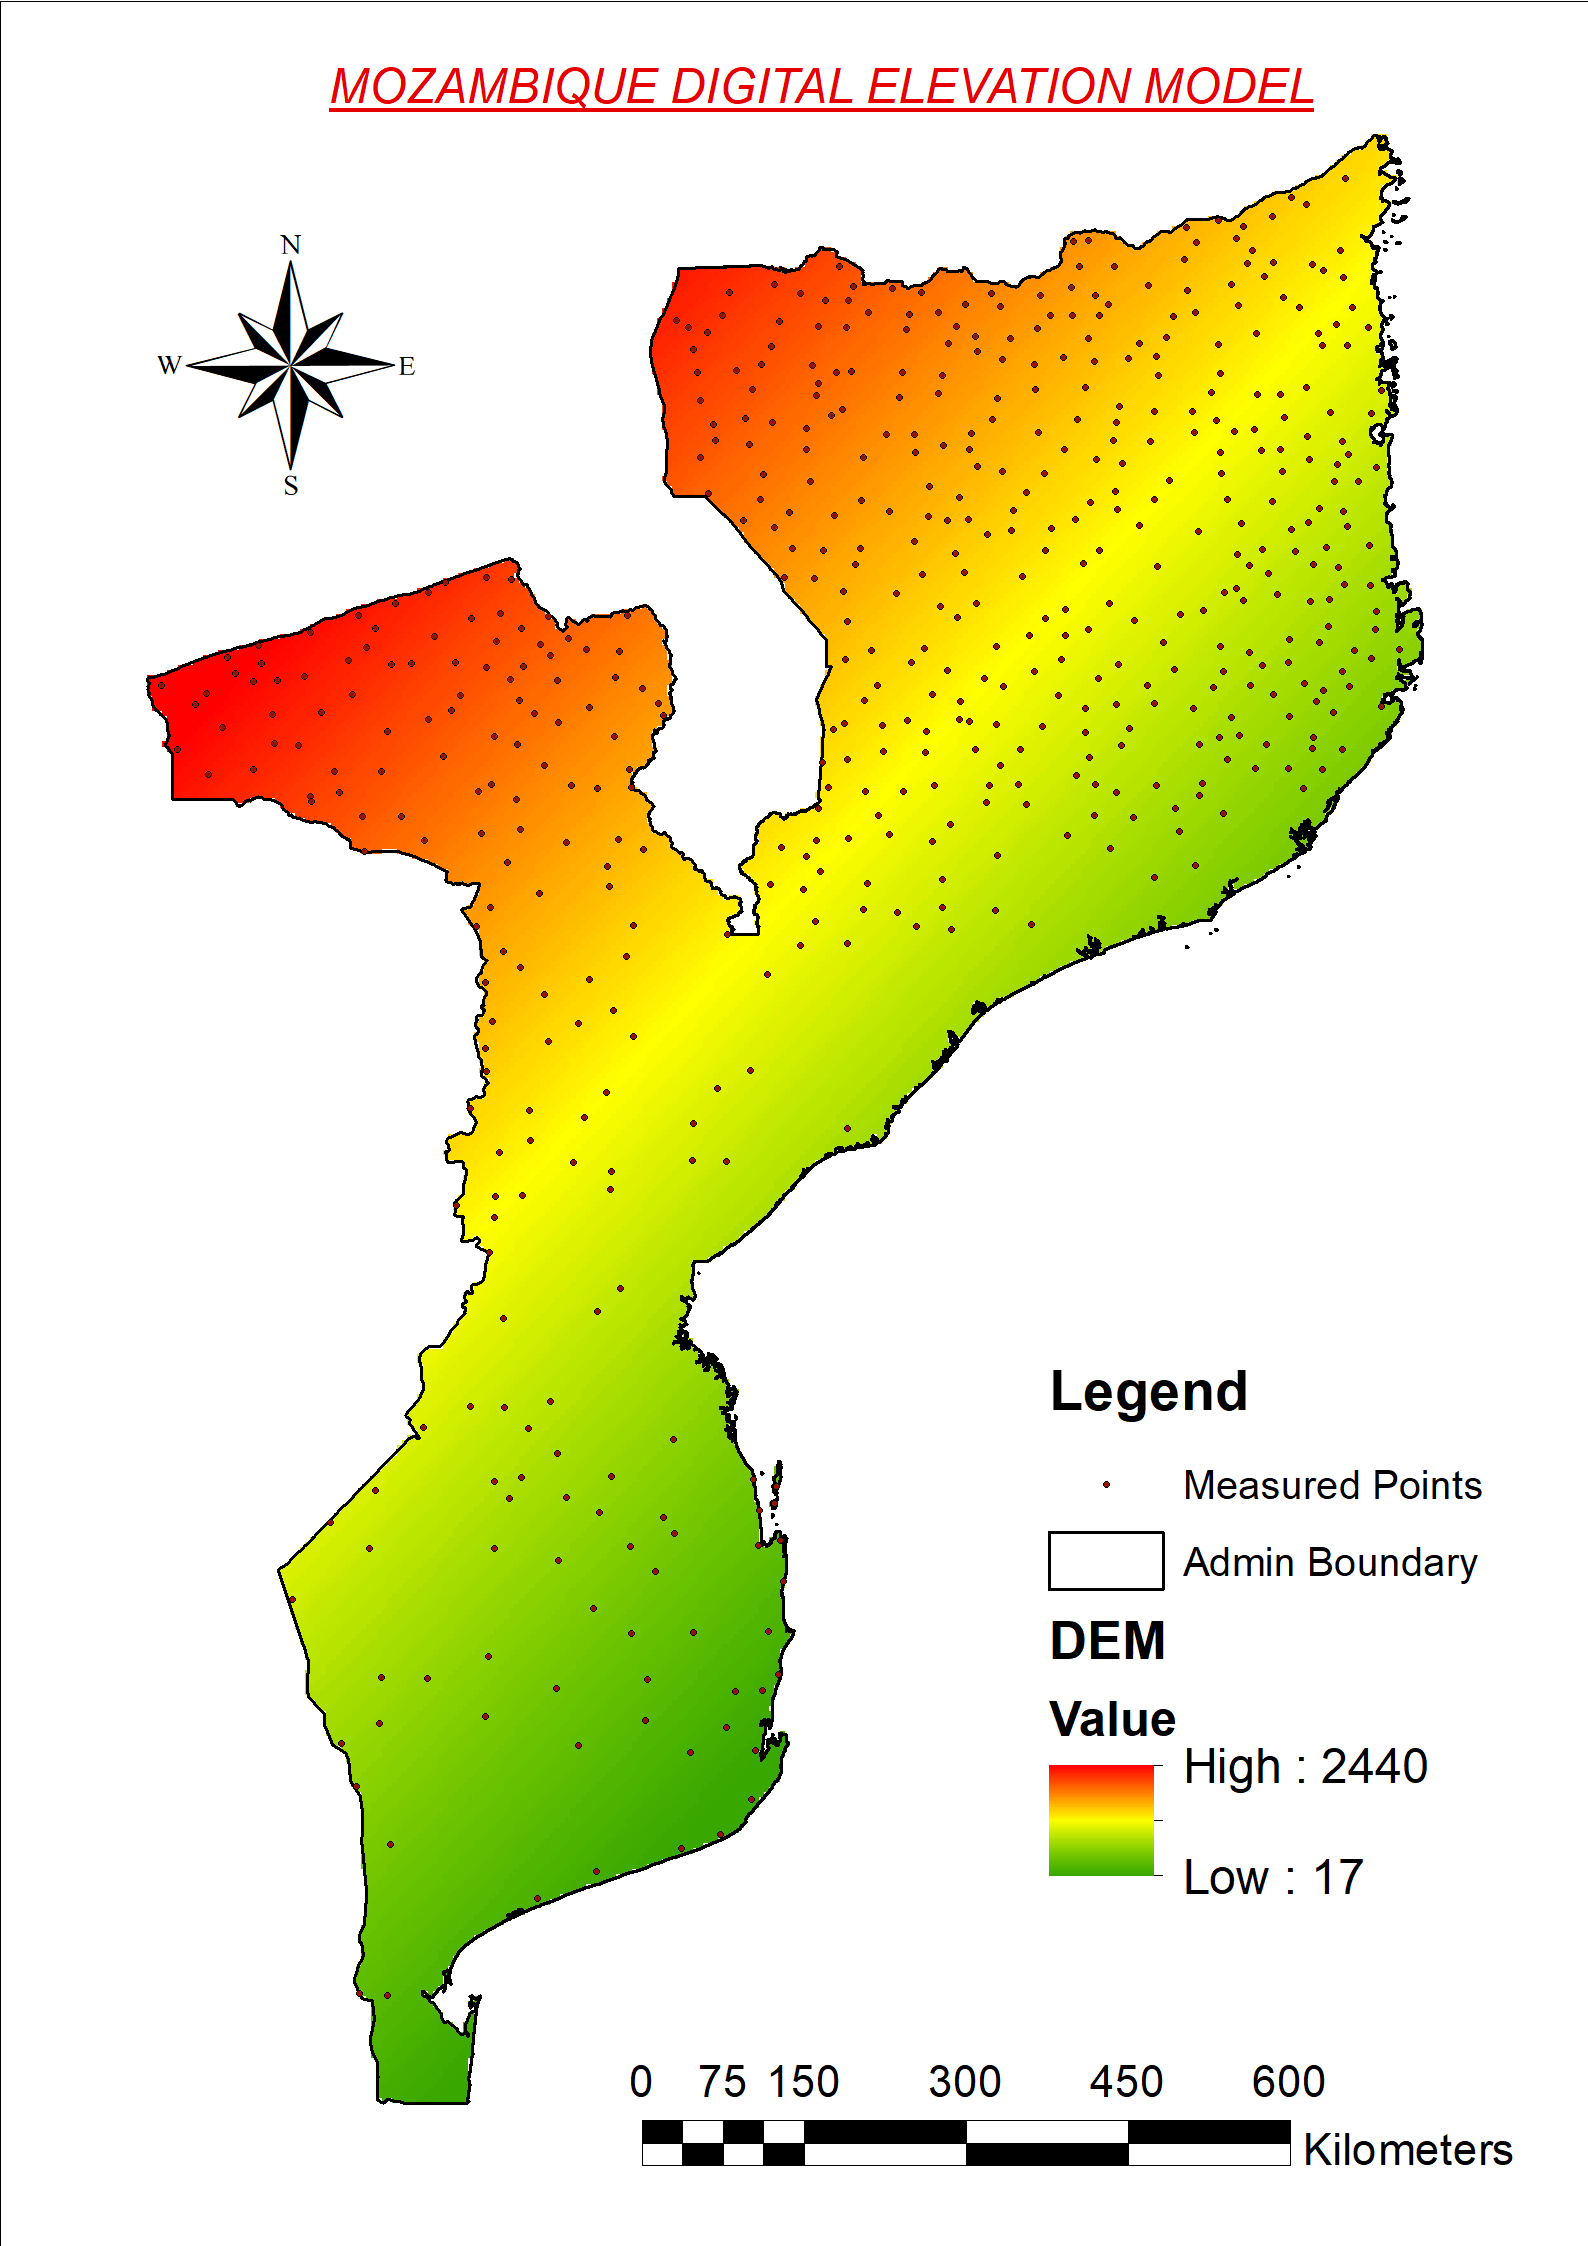 MOZAMBIQUE DIGITAL ELEVATION MODEL
N
W E
S
Legend
Measured Points
Admin Boundary
DEM
Value
High : 2440
Low : 17
0 75 150 300 450 600
Kilometers